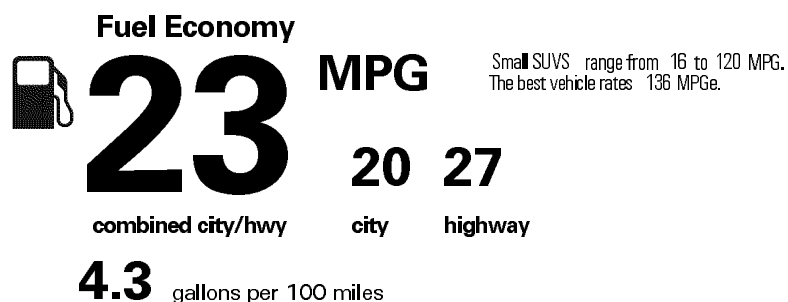 Fuel Economy
23 MPG
Small SUVS range from 16 to 120 MPG.
The best vehicle rates 136 MPGe.
20 27
combined city/hwy city highway
4.3 gallons per 100 miles